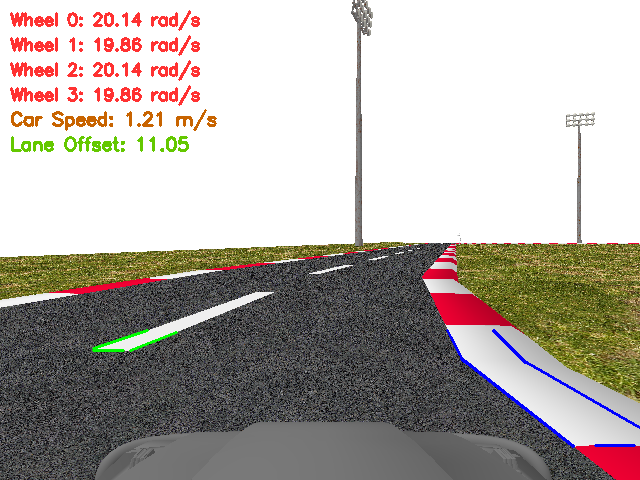 Wheel 0: 20.14 rad/s
Wheel 1: 19.86 rad/s
Wheel 2: 20.14 rad/s
Wheel 3: 19.86 rad/s
Car Speed: 1.21 m/s
Lane Offset: 11.05